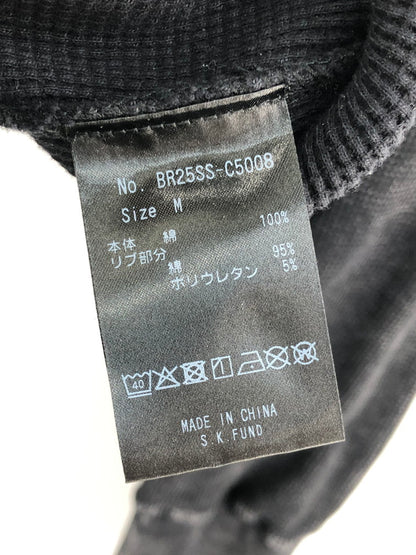 No. BR25SS-C5008
Size M
本体 綿 100%
リブ部分
綿 95%
ポリウレタン 5%
40
MADE IN CHINA
S.K.FUND